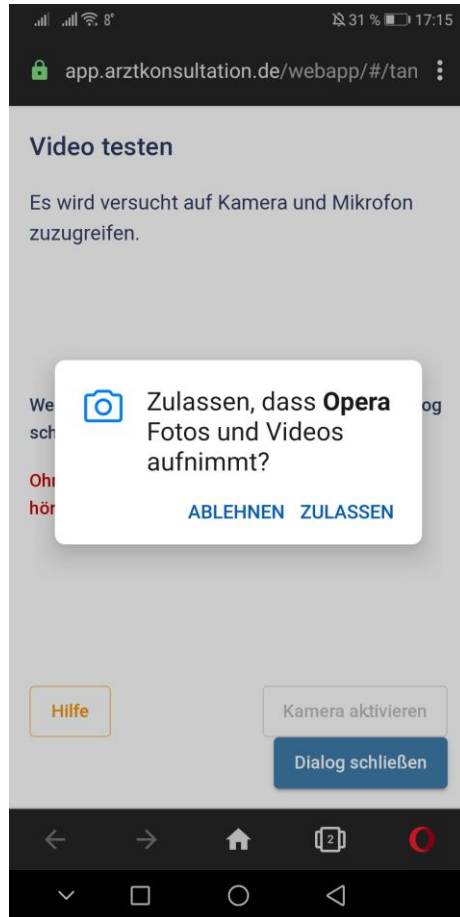 8°
31 %
17:15
app.arztkonsultation.de/webapp/#/tan
Video testen
Es wird versucht auf Kamera und Mikrofon
zuzugreifen.
Zulassen, dass Opera
Fotos und Videos
aufnimmt?
ABLEHNEN ZULASSEN
Hilfe
Kamera aktivieren
Dialog schließen
2